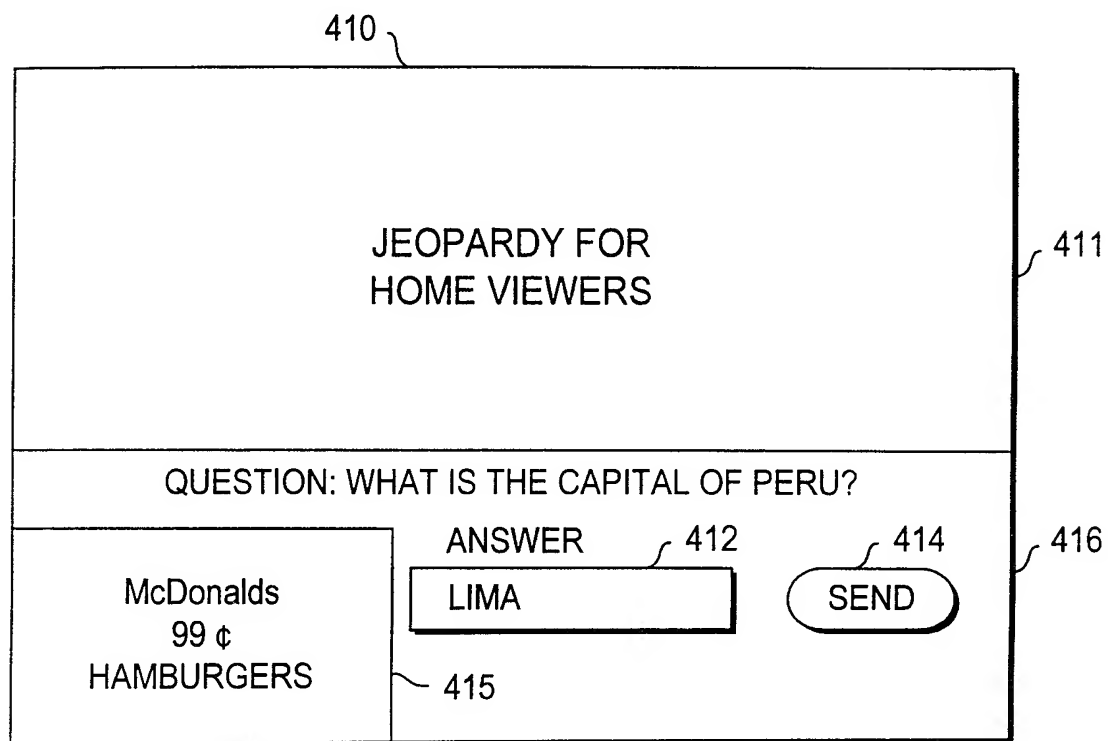 410
JEOPARDY FOR
HOME VIEWERS
411
QUESTION: WHAT IS THE CAPITAL OF PERU?
ANSWER
412
414
416
LIMA
SEND
McDonalds
99 ¢
HAMBURGERS
415